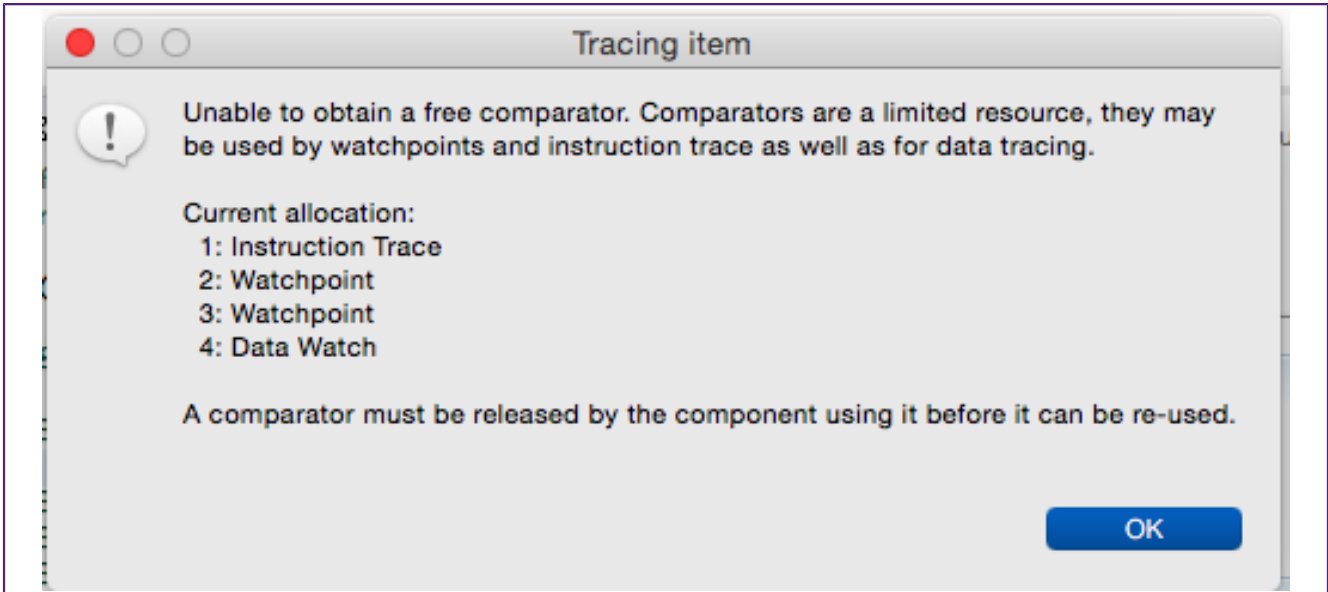 Tracing item
Unable to obtain a free comparator. Comparators are a limited resource, they may
be used by watchpoints and instruction trace as well as for data tracing.
Current allocation:
1: Instruction Trace
2: Watchpoint
3: Watchpoint
4: Data Watch
A comparator must be released by the component using it before it can be re-used.
OK